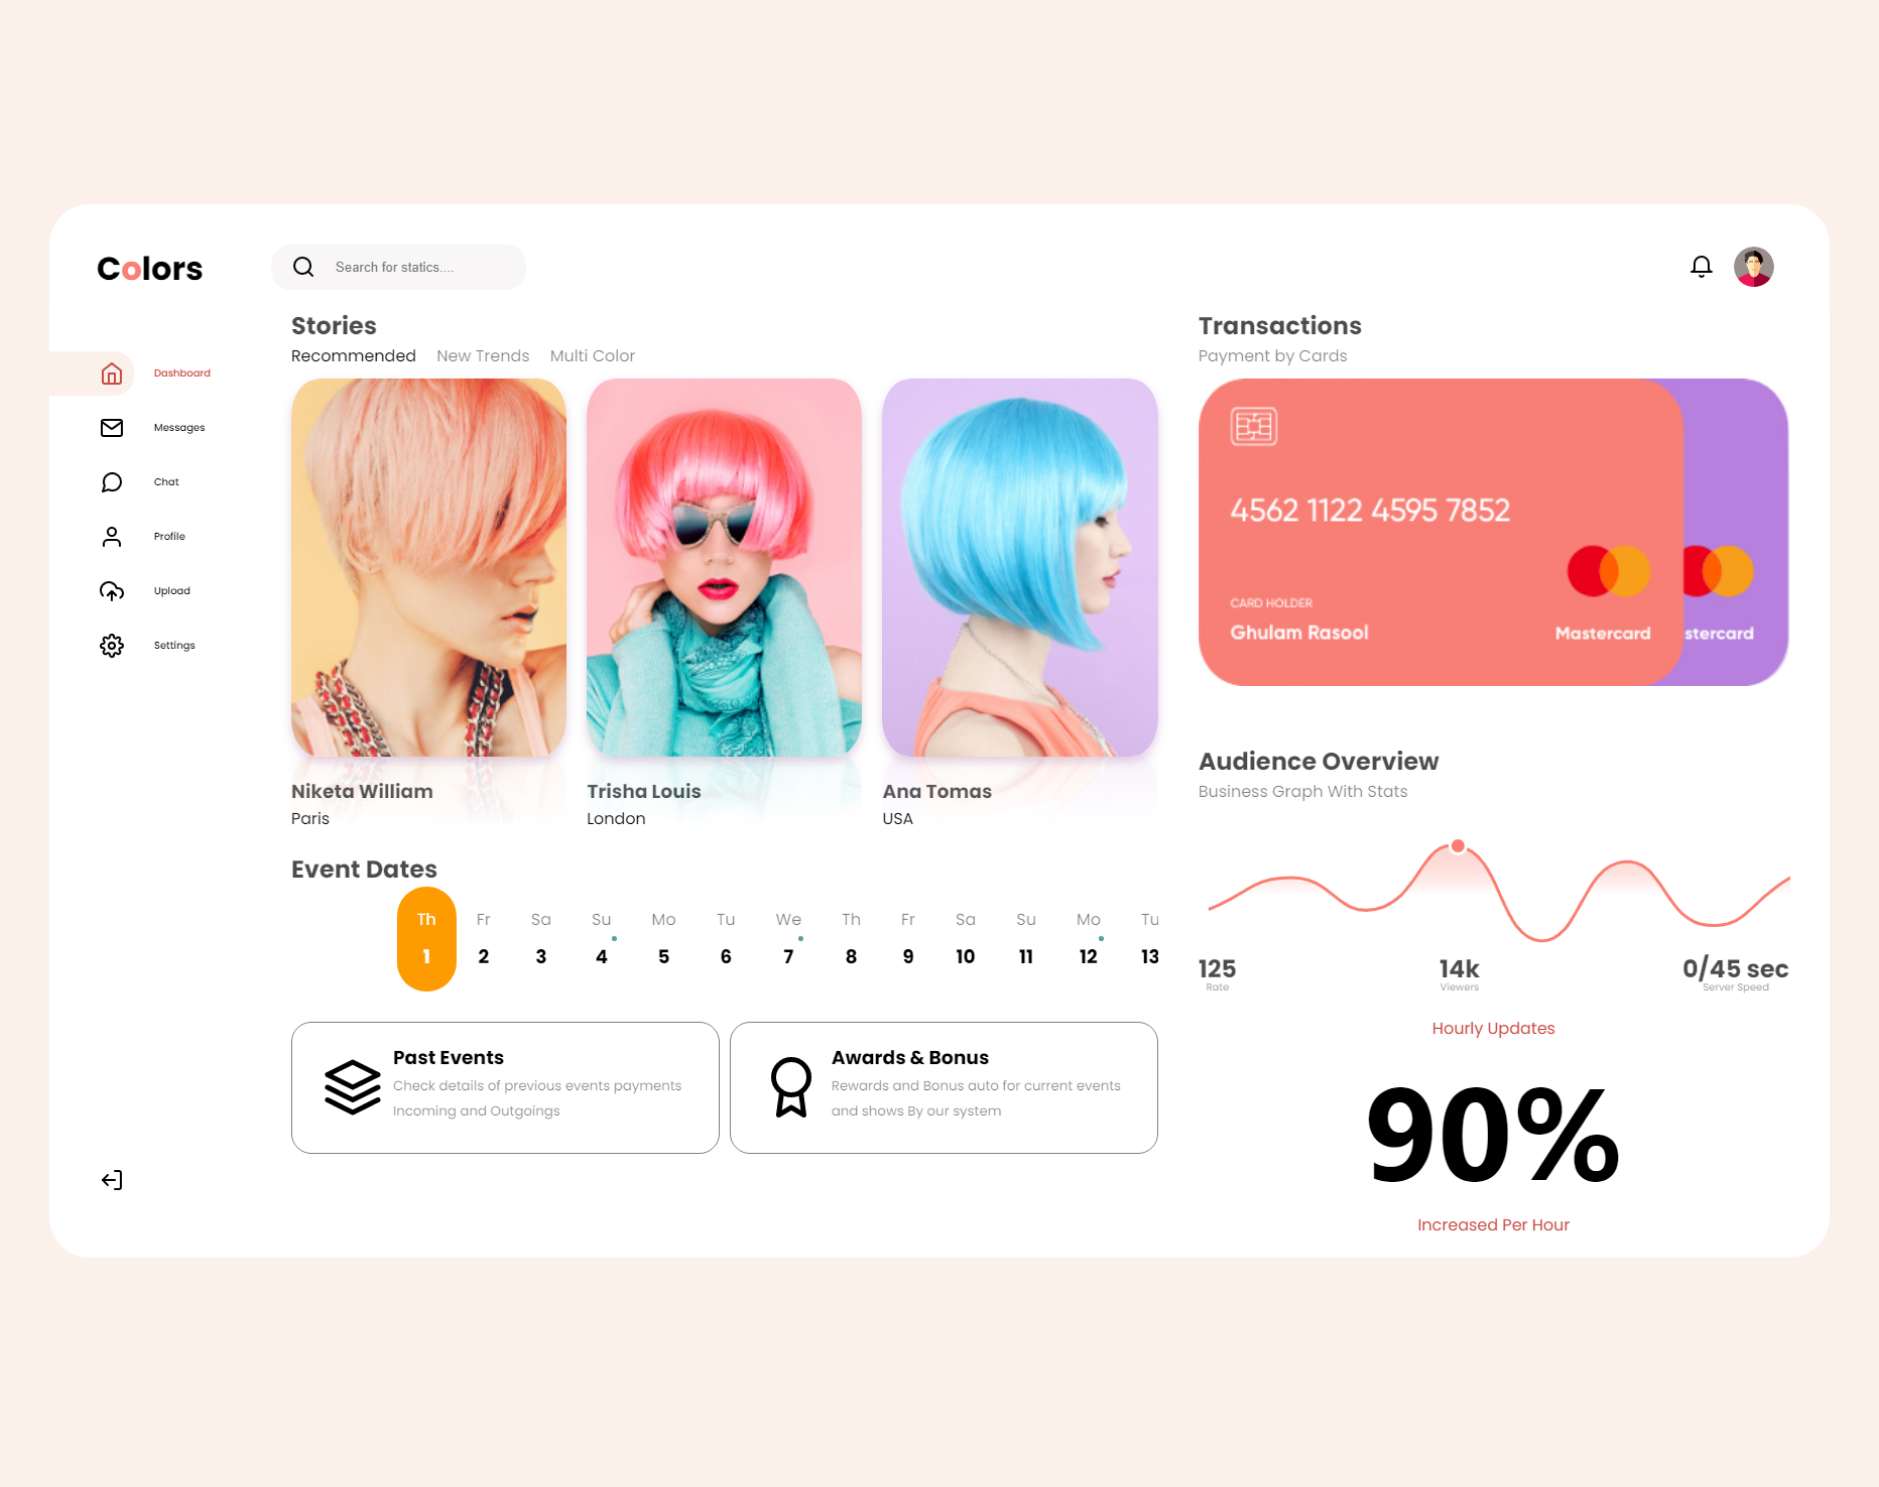 Colors
Search for statics....
Dashboard
Messages
Chat
Profile
Upload
Settings
Stories
Recommended New Trends Multi Color
Niketa William
Paris
Trisha Louis
London
Ana Tomas
USA
Event Dates
Th Fr Sa Su Mo Tu We Th Fr Sa Su Mo Tu
1 2 3 4 5 6 7 8 9 10 11 12 13
Past Events
Check details of previous events payments
Incoming and Outgoings
Awards & Bonus
Rewards and Bonus auto for current events
and shows By our system
Transactions
Payment by Cards
4562 1122 4595 7852
CARD HOLDER
Ghulam Rasool
Mastercard
stercard
Audience Overview
Business Graph With Stats
125
Rate
14k
Viewers
0/45 sec
Server Speed
Hourly Updates
90%
Increased Per Hour